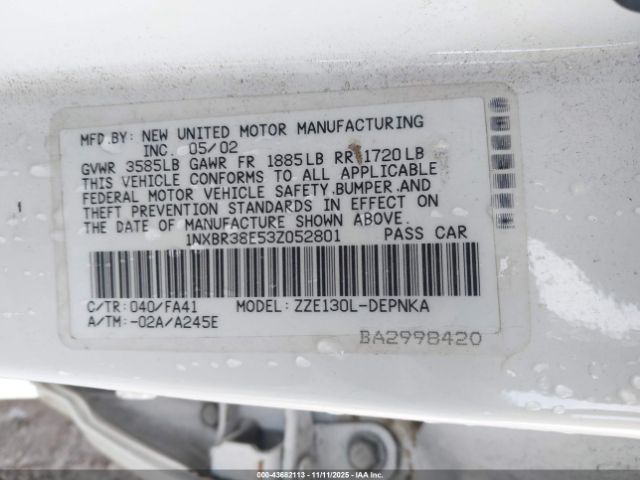 MFD.BY: NEW UNITED MOTOR MANUFACTURING
INC. 05/02
GVWR 3585LB GAWR FR 1885LB RR 1720LB
THIS VEHICLE CONFORMS TO ALL APPLICABLE
FEDERAL MOTOR VEHICLE SAFETY,BUMPER,AND
THEFT PREVENTION STANDARDS IN EFFECT ON
THE DATE OF MANUFACTURE SHOWN ABOVE.
1NXBR38E53Z052801 PASS CAR
C/TR: 040/FA41 MODEL: ZZE130L-DEPNKA
A/TM: -02A/A245E
BA2998420
000-43682113 - 11/11/2025 - IAAI.COM